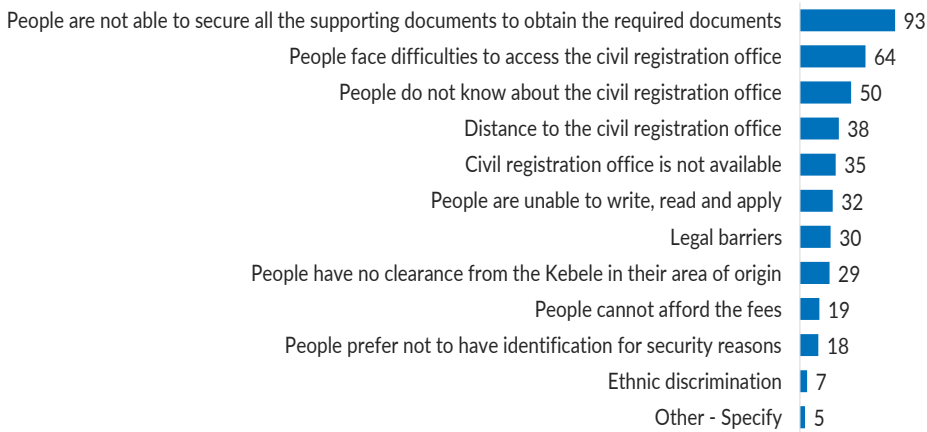 People are not able to secure all the supporting documents to obtain the required documents 93
People face difficulties to access the civil registration office 64
People do not know about the civil registration office 50
Distance to the civil registration office 38
Civil registration office is not available 35
People are unable to write, read and apply 32
Legal barriers 30
People have no clearance from the Kebele in their area of origin 29
People cannot afford the fees 19
People prefer not to have identification for security reasons 18
Ethnic discrimination 7
Other - Specify 5